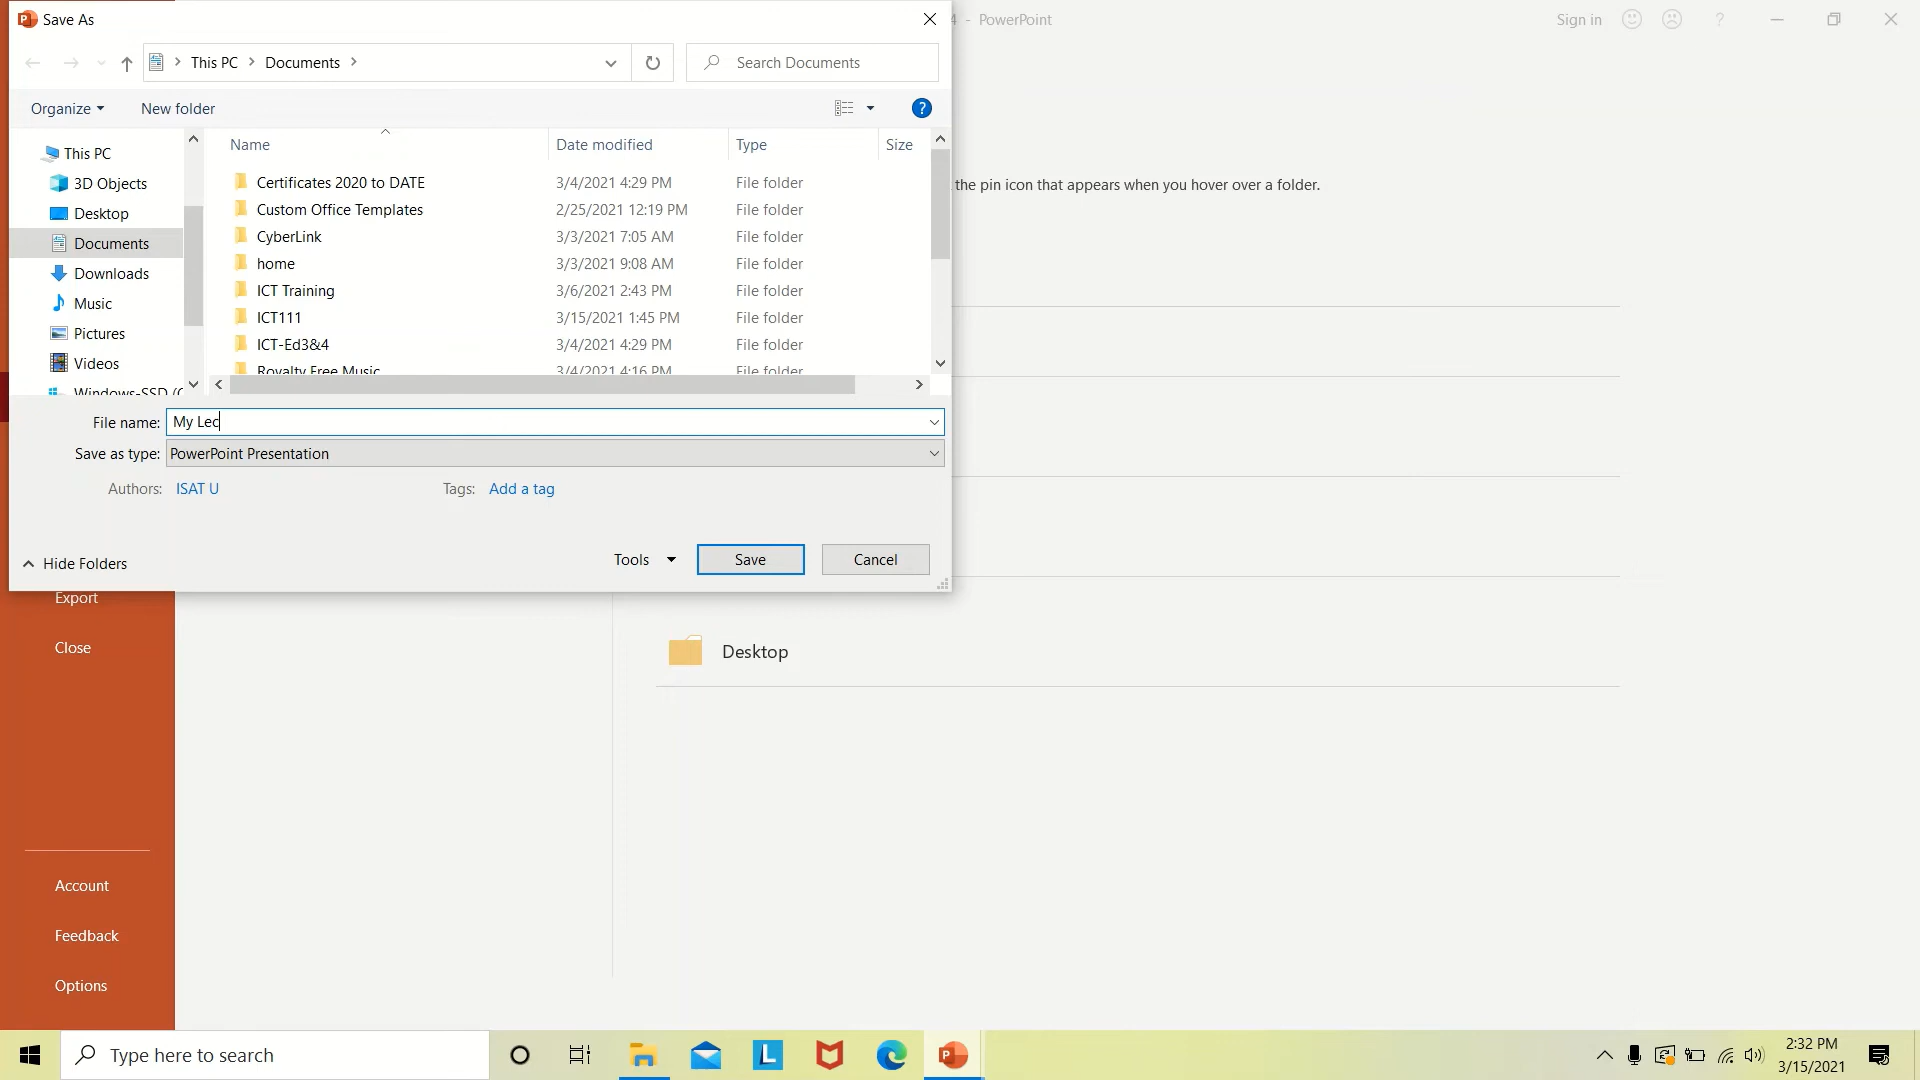 Save As
4 - PowerPoint
Sign in
?
This PC > Documents >
Search Documents
Organize
New folder
?
Name
Date modified
Type
Size
This PC
3D Objects
Desktop
Documents
Downloads
Music
Pictures
Videos
Windows-SSD (C
Certificates 2020 to DATE 3/4/2021 4:29 PM File folder
Custom Office Templates 2/25/2021 12:19 PM File folder
CyberLink 3/3/2021 7:05 AM File folder
home 3/3/2021 9:08 AM File folder
ICT Training 3/6/2021 2:43 PM File folder
ICT111 3/15/2021 1:45 PM File folder
ICT-Ed3&4 3/4/2021 4:29 PM File folder
Royalty Free Music 3/4/2021 4:16 PM File folder
the pin icon that appears when you hover over a folder.
File name: My Lec
Save as type: PowerPoint Presentation
Authors: ISAT U
Tags: Add a tag
Hide Folders
Tools
Save
Cancel
Export
Close
Desktop
Account
Feedback
Options
Type here to search
L
2:32 PM
3/15/2021